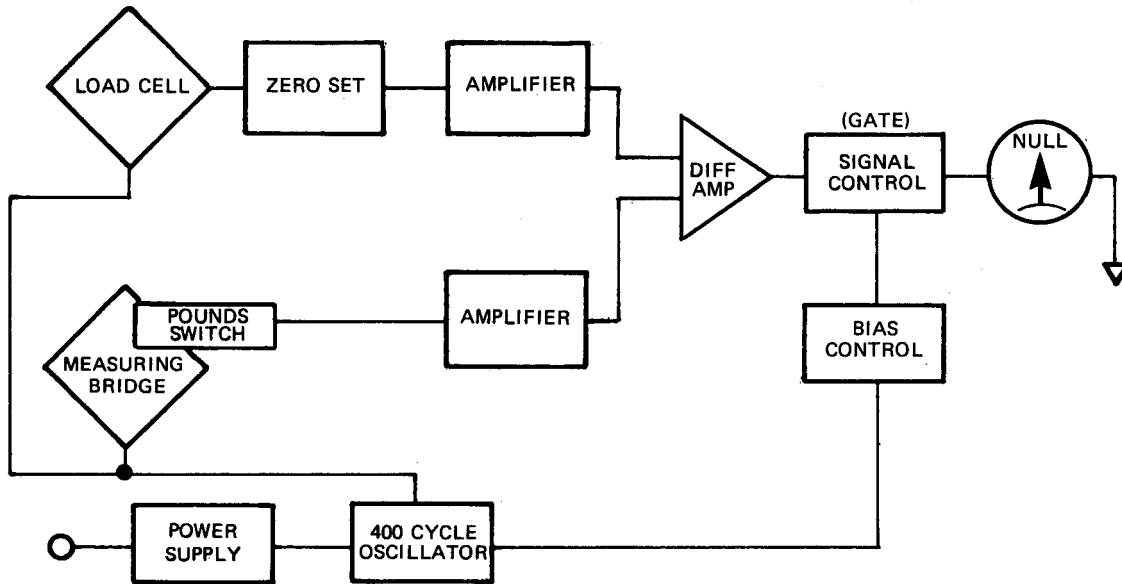 LOAD CELL
ZERO SET
AMPLIFIER
DIFF
AMP
(GATE)
SIGNAL
CONTROL
NULL
POUNDS
SWITCH
MEASURING
BRIDGE
AMPLIFIER
BIAS
CONTROL
POWER
SUPPLY
400 CYCLE
OSCILLATOR